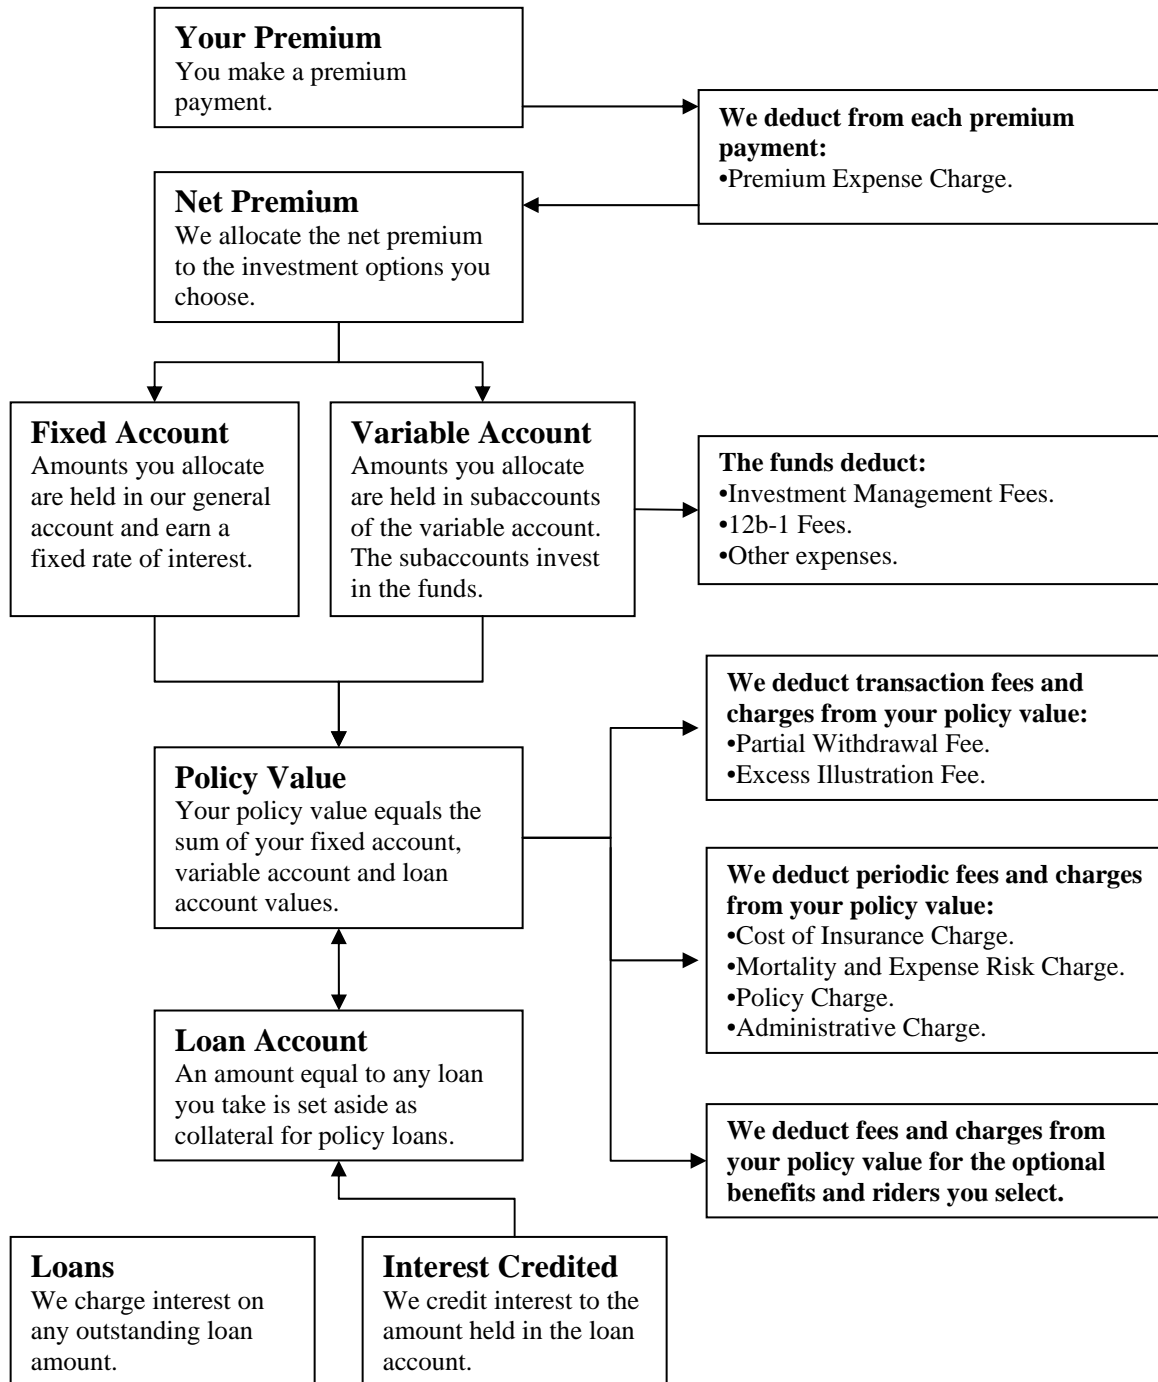 Your Premium
You make a premium
payment.
We deduct from each premium
payment:
•Premium Expense Charge.
Net Premium
We allocate the net premium
to the investment options you
choose.
Fixed Account
Amounts you allocate
are held in our general
account and earn a
fixed rate of interest.
Variable Account
Amounts you allocate
are held in subaccounts
of the variable account.
The subaccounts invest
in the funds.
The funds deduct:
•Investment Management Fees.
•12b-1 Fees.
•Other expenses.
We deduct transaction fees and
charges from your policy value:
•Partial Withdrawal Fee.
•Excess Illustration Fee.
Policy Value
Your policy value equals the
sum of your fixed account,
variable account and loan
account values.
We deduct periodic fees and charges
from your policy value:
•Cost of Insurance Charge.
•Mortality and Expense Risk Charge.
•Policy Charge.
•Administrative Charge.
Loan Account
An amount equal to any loan
you take is set aside as
collateral for policy loans.
We deduct fees and charges from
your policy value for the optional
benefits and riders you select.
Loans
We charge interest on
any outstanding loan
amount.
Interest Credited
We credit interest to the
amount held in the loan
account.